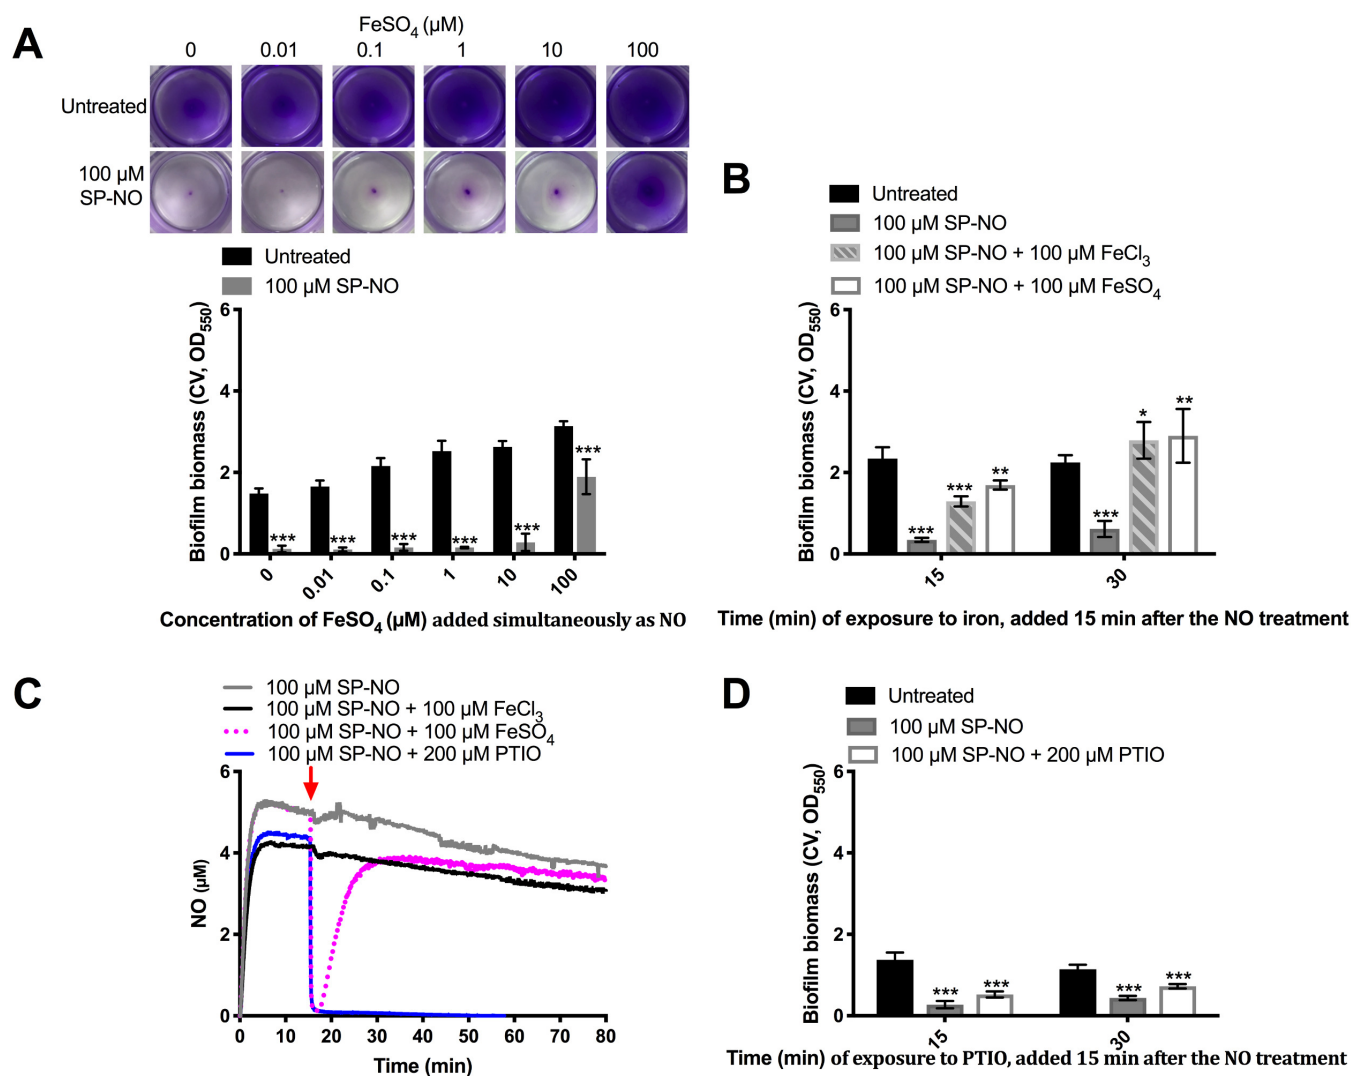 A
FeSO4 (µM)
0 0.01 0.1 1 10 100
Untreated
100 µM
SP-NO
Untreated
100 µM SP-NO
Biofilm biomass (CV, OD550)
6
4
2
0
*** *** *** *** *** ***
0 0.01 0.1 1 10 100
Concentration of FeSO4 (µM) added simultaneously as NO
B
Untreated
100 µM SP-NO
100 µM SP-NO + 100 µM FeCl3
100 µM SP-NO + 100 µM FeSO4
Biofilm biomass (CV, OD550)
6
4
2
0
*** *** ** *** * **
15 30
Time (min) of exposure to iron, added 15 min after the NO treatment
C
100 µM SP-NO
100 µM SP-NO + 100 µM FeCl3
100 µM SP-NO + 100 µM FeSO4
100 µM SP-NO + 200 µM PTIO
NO (µM)
6
4
2
0
0 10 20 30 40 50 60 70 80
Time (min)
D
Untreated
100 µM SP-NO
100 µM SP-NO + 200 µM PTIO
Biofilm biomass (CV, OD550)
6
4
2
0
*** *** *** ***
15 30
Time (min) of exposure to PTIO, added 15 min after the NO treatment